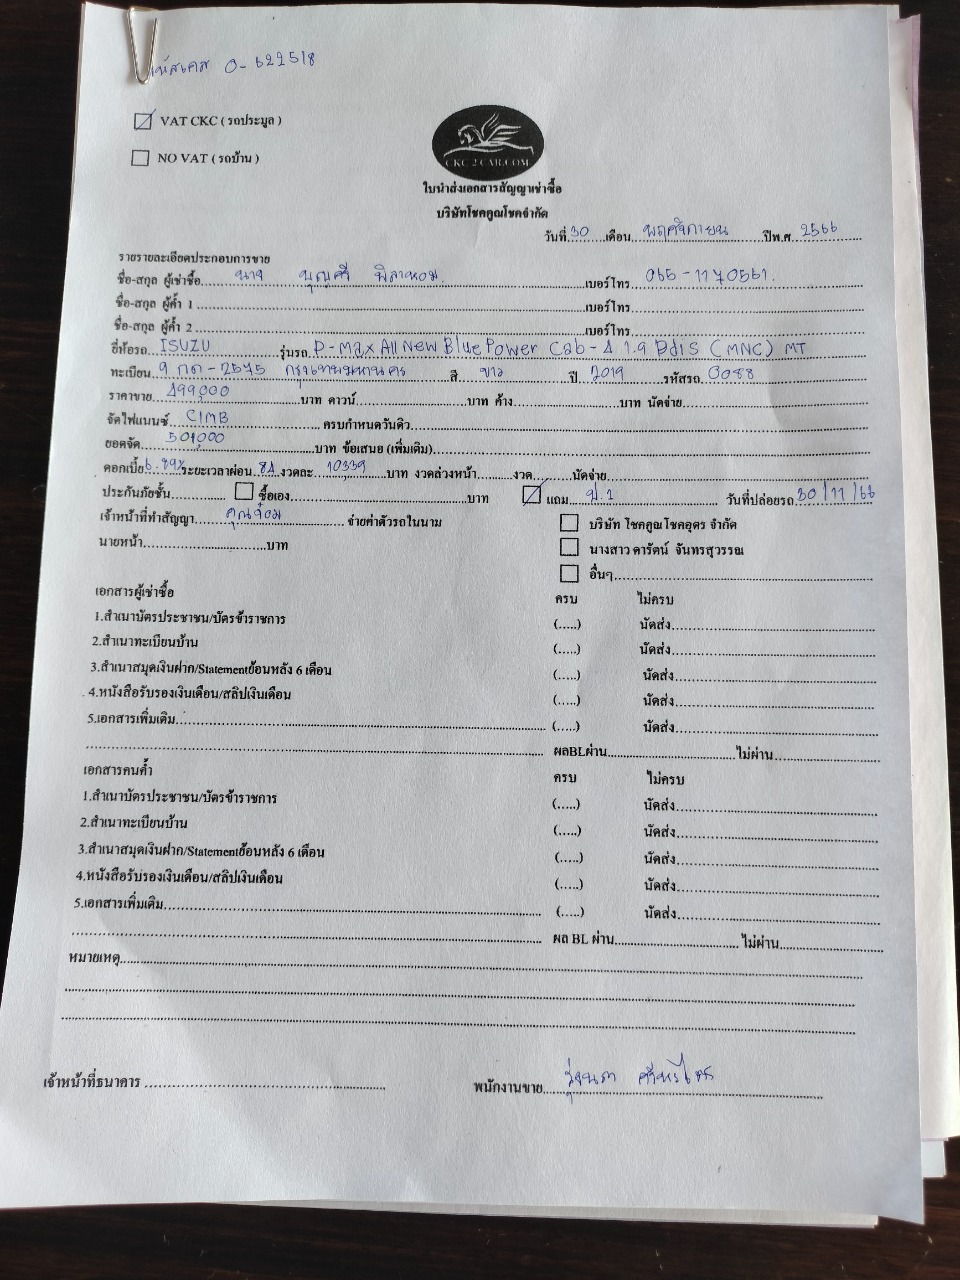 รหัสเคส O-622518
VAT CKC ( รถประมูล )
NO VAT ( รถบ้าน )
CKC 2 CAR.COM
ใบนำส่งเอกสารสัญญาเช่าซื้อ
บริษัทโชคคูณโชคจำกัด
วันที่ 30 เดือน พฤศจิกายน ปีพ.ศ. 2566
รายรายละเอียดประกอบการขาย
ชื่อ-สกุล ผู้เช่าซื้อ นาง บุญศรี พิลาหอม เบอร์โทร 065-1170561
ชื่อ-สกุล ผู้ค้ำ 1 เบอร์โทร
ชื่อ-สกุล ผู้ค้ำ 2 เบอร์โทร
ยี่ห้อรถ ISUZU รุ่นรถ D-max All New Blue Power Cab-4 1.9 Ddi S (MNC) MT
ทะเบียน 9 กต-2575 กรุงเทพมหานคร สี ขาว ปี 2019 รหัสรถ 0088
ราคาขาย 499,000 บาท ดาวน์ บาท ค้าง บาท นัดจ่าย
จัดไฟแนนซ์ CIMB ครบกำหนดวันดิว
ยอดจัด 509,000 บาท ข้อเสนอ (เพิ่มเติม)
ดอกเบี้ย 6.89% ระยะเวลาผ่อน 84 งวดละ 10339 บาท งวดล่วงหน้า งวด นัดจ่าย
ประกันภัยชั้น ซื้อเอง บาท แถม ป.2 วันที่ปล่อยรถ 30/11/66
เจ้าหน้าที่ทำสัญญา คุณจ๋อม จ่ายค่าตัวรถในนาม บริษัท โชคคูณโชคอุดร จำกัด
นายหน้า บาท นางสาว ดารัตน์ จันทรสุวรรณ
อื่นๆ
เอกสารผู้เช่าซื้อ ครบ ไม่ครบ
1.สำเนาบัตรประชาชน/บัตรข้าราชการ (.....) นัดส่ง
2.สำเนาทะเบียนบ้าน (.....) นัดส่ง
3.สำเนาสมุดเงินฝาก/Statementย้อนหลัง 6 เดือน (.....) นัดส่ง
4.หนังสือรับรองเงินเดือน/สลิปเงินเดือน (.....) นัดส่ง
5.เอกสารเพิ่มเติม (.....) นัดส่ง
ผลBLผ่าน ไม่ผ่าน
เอกสารคนค้ำ ครบ ไม่ครบ
1.สำเนาบัตรประชาชน/บัตรข้าราชการ (.....) นัดส่ง
2.สำเนาทะเบียนบ้าน (.....) นัดส่ง
3.สำเนาสมุดเงินฝาก/Statementย้อนหลัง 6 เดือน (.....) นัดส่ง
4.หนังสือรับรองเงินเดือน/สลิปเงินเดือน (.....) นัดส่ง
5.เอกสารเพิ่มเติม (.....) นัดส่ง
ผล BL ผ่าน ไม่ผ่าน
หมายเหตุ
เจ้าหน้าที่ธนาคาร พนักงานขาย